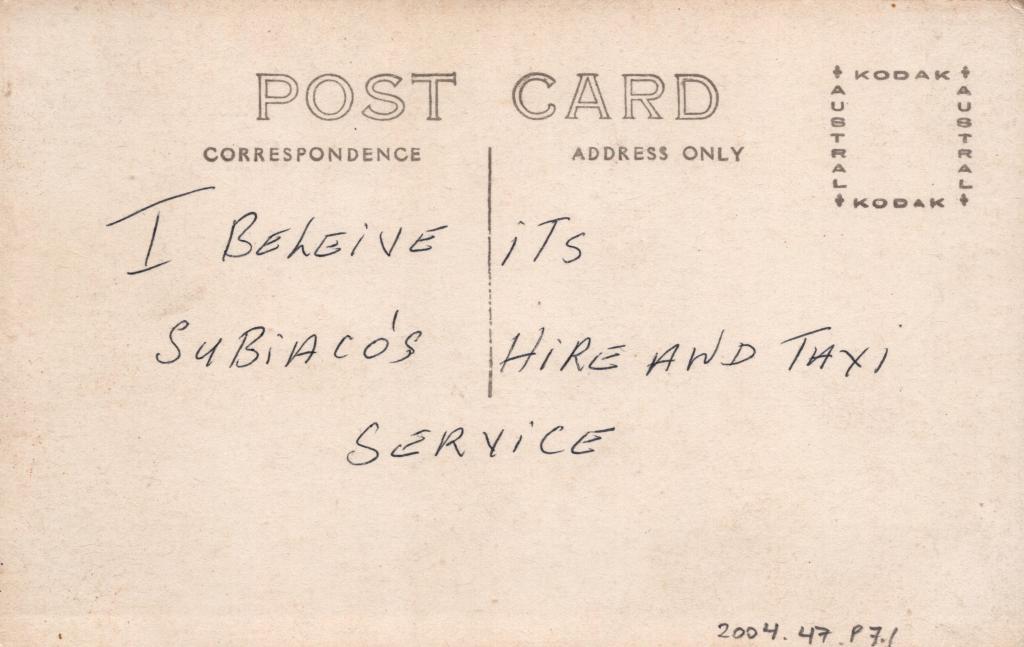 POST CARD
CORRESPONDENCE
ADDRESS ONLY
KODAK
AUSTRAL
AUSTRAL
KODAK
I BELEIVE iTS
SUBiACO'S HIRE AND TAXI
SERViCE
2004.47.P7.1